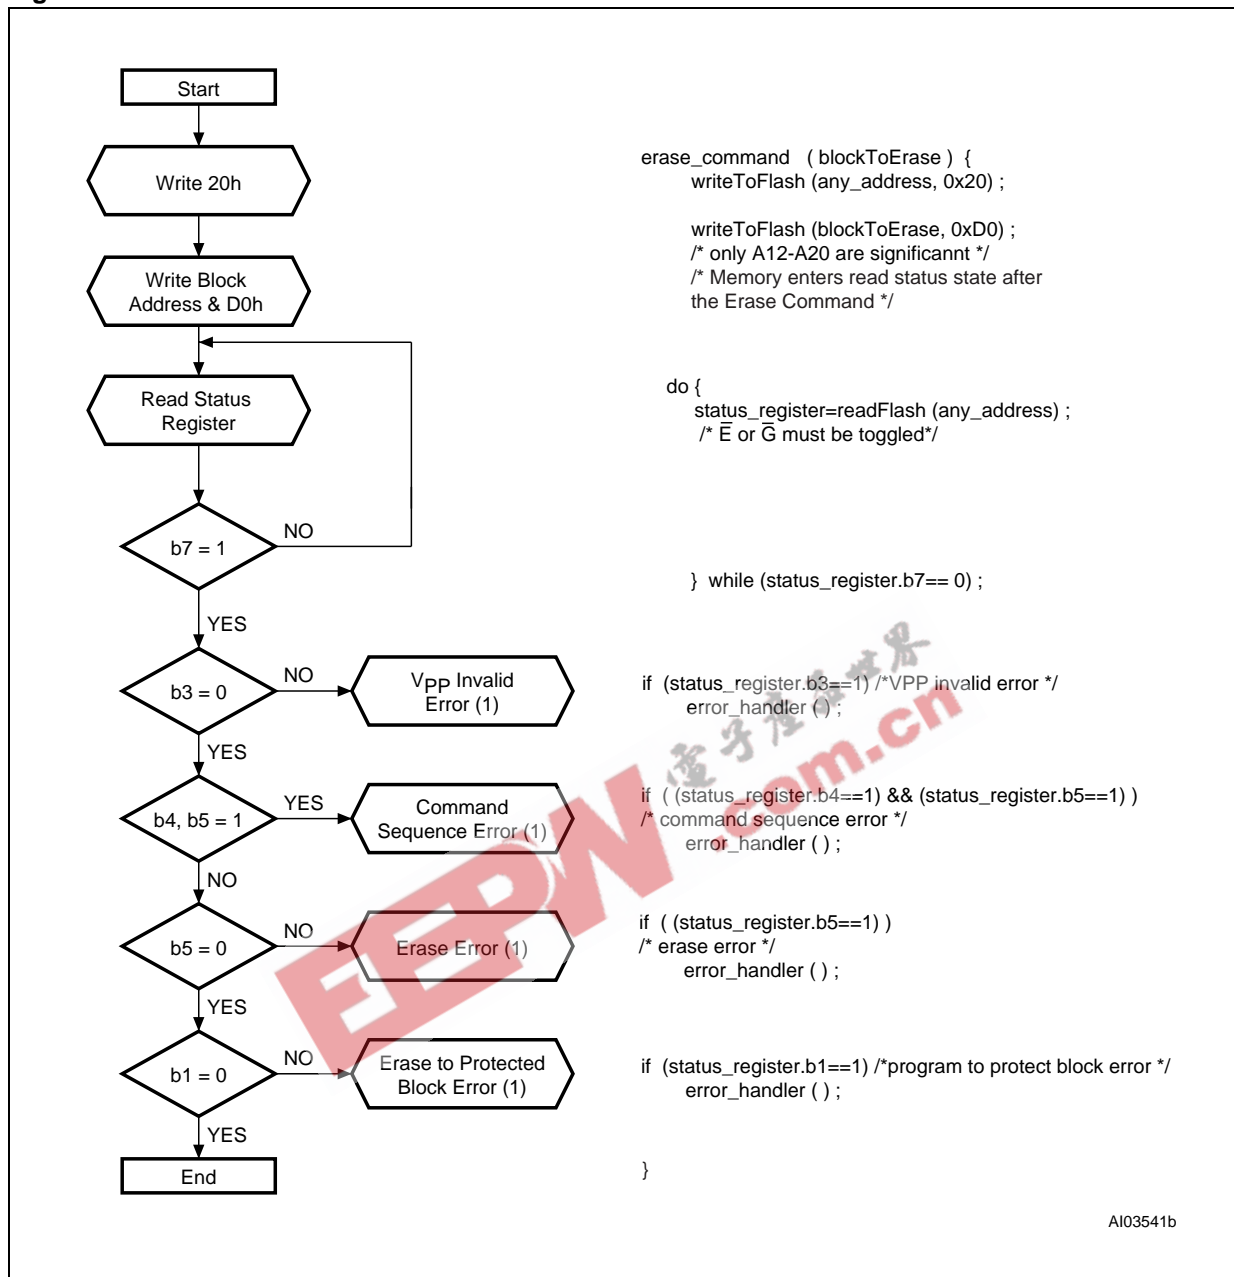 Start
Write 20h
Write Block
Address & D0h
Read Status
Register
b7 = 1
NO
YES
b3 = 0
NO
VPP Invalid
Error (1)
YES
b4, b5 = 1
YES
Command
Sequence Error (1)
NO
b5 = 0
NO
Erase Error (1)
YES
b1 = 0
NO
Erase to Protected
Block Error (1)
YES
End
erase_command ( blockToErase ) {
writeToFlash (any_address, 0x20) ;
writeToFlash (blockToErase, 0xD0) ;
/* only A12-A20 are significannt */
/* Memory enters read status state after
the Erase Command */
do {
status_register=readFlash (any_address) ;
/* E̅ or G̅ must be toggled*/
} while (status_register.b7== 0) ;
if (status_register.b3==1) /*VPP invalid error */
error_handler ( ) ;
if ( (status_register.b4==1) && (status_register.b5==1) )
/* command sequence error */
error_handler ( ) ;
if ( (status_register.b5==1) )
/* erase error */
error_handler ( ) ;
if (status_register.b1==1) /*program to protect block error */
error_handler ( ) ;
}
AI03541b
EEPW
電子產品世界
.com.cn